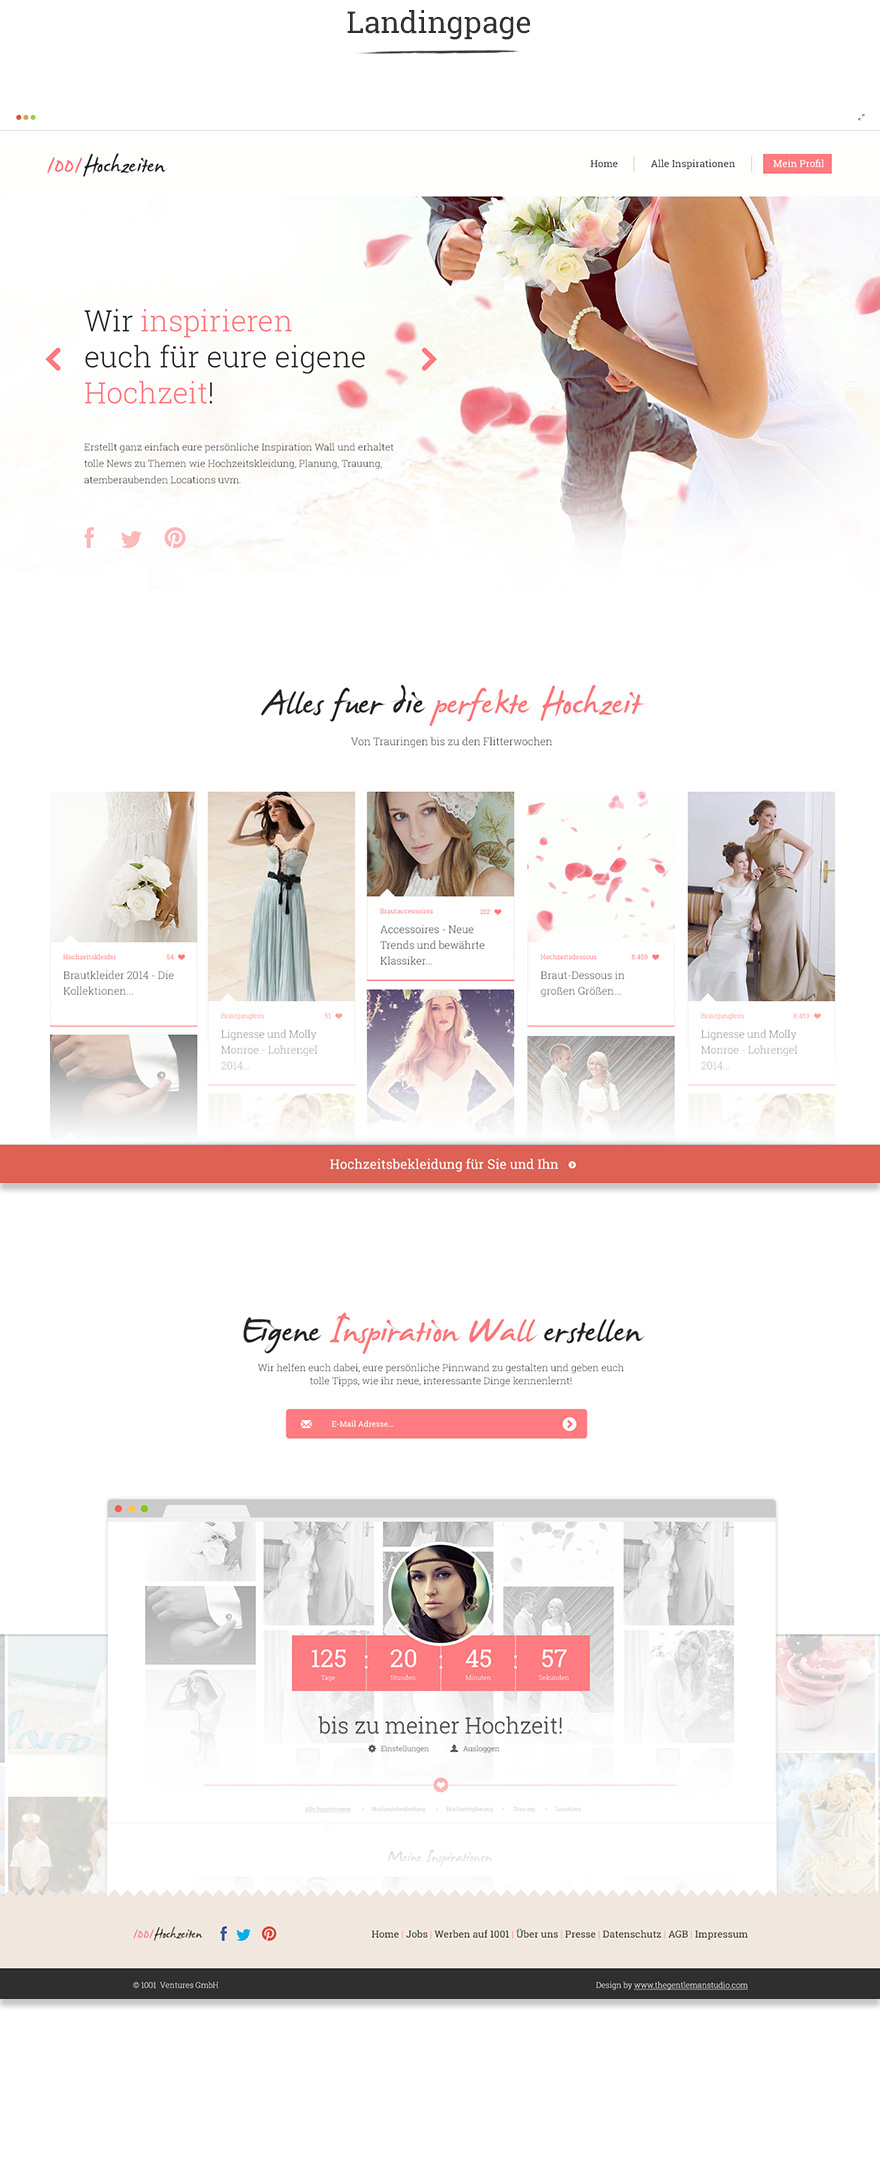 Landingpage
1001 Hochzeiten
Home
Alle Inspirationen
Mein Profil
Wir inspirieren
euch für eure eigene
Hochzeit!
Erstellt ganz einfach eure persönliche Inspiration Wall und erhaltet
tolle News zu Themen wie Hochzeitskleidung, Planung, Trauung,
atemberaubenden Locations uvm.
Alles fuer die perfekte Hochzeit
Von Trauringen bis zu den Flitterwochen
Hochzeitskleider 54
Brautkleider 2014 - Die
Kollektionen...
Brautjungfern 51
Lignesse und Molly
Monroe - Lohrengel
2014...
Brautaccessoires 102
Accessoires - Neue
Trends und bewährte
Klassiker...
Hochzeitsdessous 8.459
Braut-Dessous in
großen Größen...
Brautjungfern 8.459
Lignesse und Molly
Monroe - Lohrengel
2014...
Hochzeitsbekleidung für Sie und Ihn
Eigene Inspiration Wall erstellen
Wir helfen euch dabei, eure persönliche Pinnwand zu gestalten und geben euch
tolle Tipps, wie ihr neue, interessante Dinge kennenlernt!
E-Mail Adresse...
125 : 20 : 45 : 57
Tage Stunden Minuten Sekunden
bis zu meiner Hochzeit!
Einstellungen Ausloggen
Alle Inspirationen • Hochzeitsbekleidung • Hochzeitsplanung • Trauung • Locations
Meine Inspirationen
1001 Hochzeiten
Home | Jobs | Werben auf 1001 | Über uns | Presse | Datenschutz | AGB | Impressum
© 1001 Ventures GmbH
Design by www.thegentlemanstudio.com